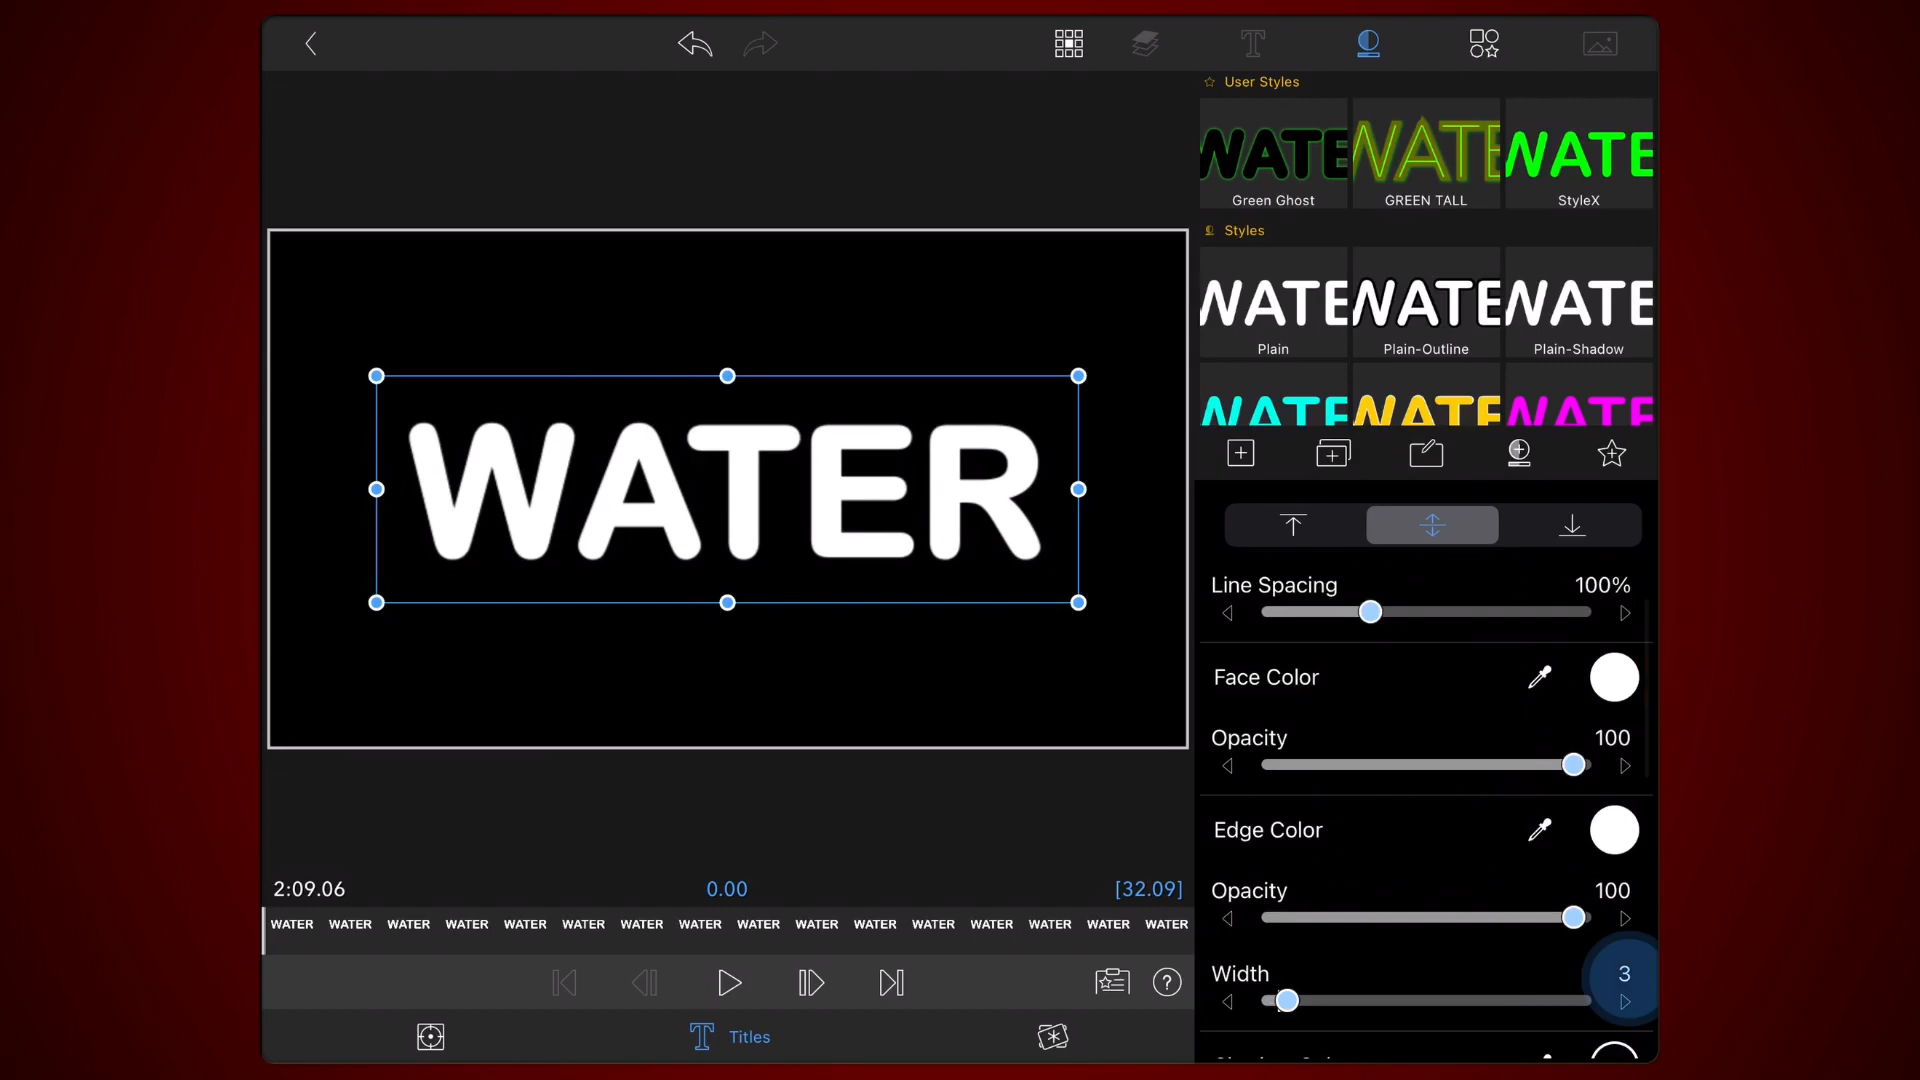 User Styles
WATE WATE WATE
Green Ghost GREEN TALL StyleX
Styles
WATE WATE WATE
Plain Plain-Outline Plain-Shadow
WATE WATE WATE
WATER
Line Spacing 100%
Face Color
Opacity 100
Edge Color
Opacity 100
Width 3
2:09.06 0.00 [32.09]
WATER WATER WATER WATER WATER WATER WATER WATER WATER WATER WATER WATER WATER WATER WATER WATER
T Titles